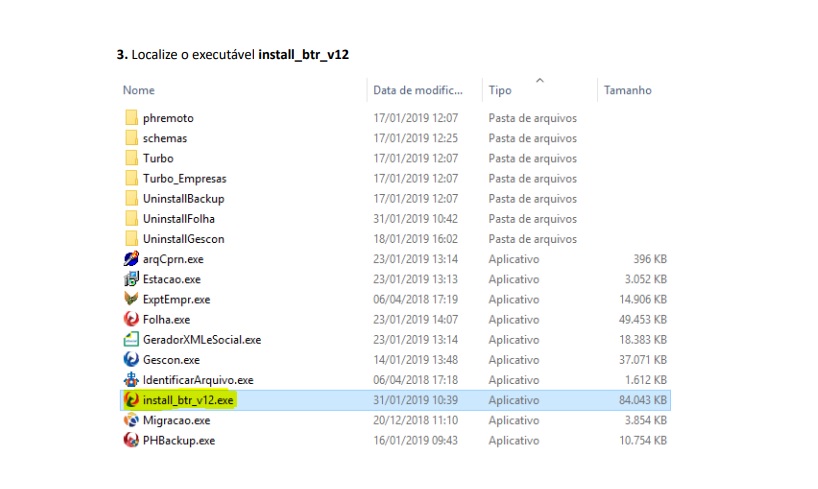 3. Localize o executável install_btr_v12
Nome Data de modific... Tipo Tamanho
phremoto 17/01/2019 12:07 Pasta de arquivos
schemas 17/01/2019 12:25 Pasta de arquivos
Turbo 17/01/2019 12:07 Pasta de arquivos
Turbo_Empresas 17/01/2019 12:07 Pasta de arquivos
UninstallBackup 17/01/2019 12:07 Pasta de arquivos
UninstallFolha 31/01/2019 10:42 Pasta de arquivos
UninstallGescon 18/01/2019 16:02 Pasta de arquivos
arqCprn.exe 23/01/2019 13:14 Aplicativo 396 KB
Estacao.exe 23/01/2019 13:13 Aplicativo 3.052 KB
ExptEmpr.exe 06/04/2018 17:19 Aplicativo 14.906 KB
Folha.exe 23/01/2019 14:07 Aplicativo 49.453 KB
GeradorXMLeSocial.exe 23/01/2019 13:14 Aplicativo 18.383 KB
Gescon.exe 14/01/2019 13:48 Aplicativo 37.071 KB
IdentificarArquivo.exe 06/04/2018 17:18 Aplicativo 1.612 KB
install_btr_v12.exe 31/01/2019 10:39 Aplicativo 84.043 KB
Migracao.exe 20/12/2018 11:10 Aplicativo 3.854 KB
PHBackup.exe 16/01/2019 09:43 Aplicativo 10.754 KB